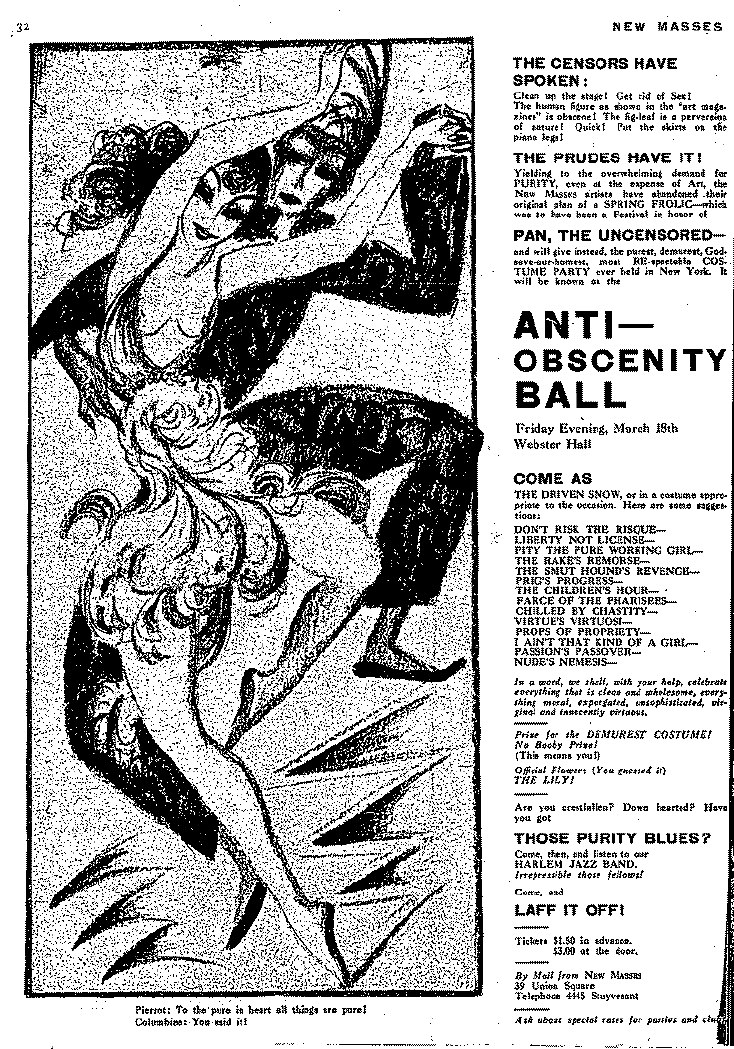 32
NEW MASSES
THE CENSORS HAVE
SPOKEN:
Clean up the stage! Get rid of Sex!
The human figure as shown in the "art maga-
zines" is obscene! The fig-leaf is a perversion
of nature! Quick! Put the skirts on the
piano legs!
THE PRUDES HAVE IT!
Yielding to the overwhelming demand for
PURITY, even at the expense of Art, the
New Masses artists have abandoned their
original plan of a SPRING FROLIC—which
was to have been a Festival in honor of
PAN, THE UNCENSORED—
and will give instead, the purest, demurest, God-
save-our-homest, most RE-spectable COS-
TUME PARTY ever held in New York. It
will be known as the
ANTI—
OBSCENITY
BALL
Friday Evening, March 18th
Webster Hall
COME AS
THE DRIVEN SNOW, or in a costume appro-
priate to the occasion. Here are some sugges-
tions:
DON'T RISK THE RISQUE—
LIBERTY NOT LICENSE—
PITY THE PURE WORKING GIRL—
THE RAKE'S REMORSE—
THE SMUT HOUND'S REVENGE—
PRIG'S PROGRESS—
THE CHILDREN'S HOUR—
FARCE OF THE PHARISEES—
CHILLED BY CHASTITY—
VIRTUE'S VIRTUOSI—
PROPS OF PROPRIETY—
I AIN'T THAT KIND OF A GIRL—
PASSION'S PASSOVER—
NUDE'S NEMESIS—
In a word, we shall, with your help, celebrate
everything that is clean and wholesome, every-
thing moral, expurgated, unsophisticated, vir-
ginal and innocently virtuous.
Prize for the DEMUREST COSTUME!
No Booby Prize!
(This means you!)
Official Flower: (You guessed it)
THE LILY!
Are you crestfallen? Down hearted? Have
you got
THOSE PURITY BLUES?
Come, then, and listen to our
HARLEM JAZZ BAND.
Irrepressible those fellows!
Come, and
LAFF IT OFF!
Tickets $1.50 in advance.
$3.00 at the door.
By Mail from NEW MASSES
39 Union Square
Telephone 4445 Stuyvesant
Ask about special rates for parties and
Pierrot: To the pure in heart all things are pure!
Columbine: You said it!